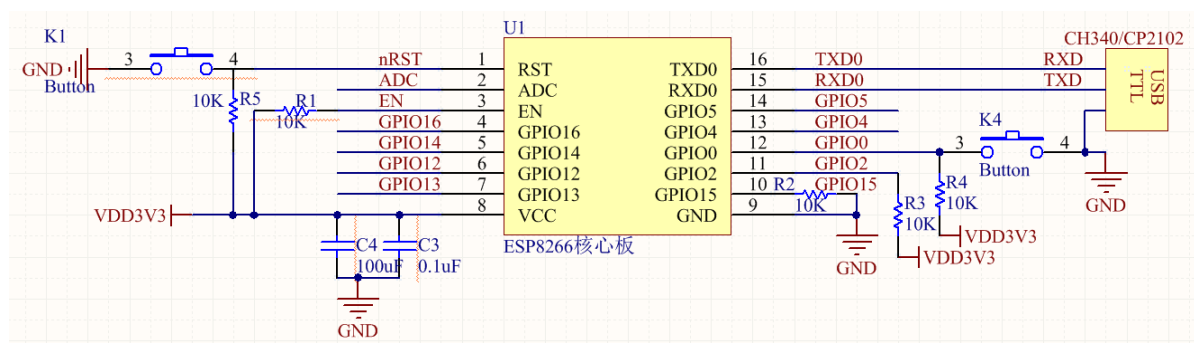 K1
GND
3
4
Button
10K
R5
R1
10K
nRST
ADC
EN
GPIO16
GPIO14
GPIO12
GPIO13
1
2
3
4
5
6
7
8
VDD3V3
C4
100uF
C3
0.1uF
GND
U1
RST
ADC
EN
GPIO16
GPIO14
GPIO12
GPIO13
VCC
TXD0
RXD0
GPIO5
GPIO4
GPIO0
GPIO2
GPIO15
GND
ESP8266核心板
16
15
14
13
12
11
10
9
TXD0
RXD0
GPIO5
GPIO4
GPIO0
GPIO2
GPIO15
R2
10K
GND
R3
10K
VDD3V3
R4
10K
VDD3V3
K4
3
4
Button
CH340/CP2102
RXD
TXD
USB
TTL
GND